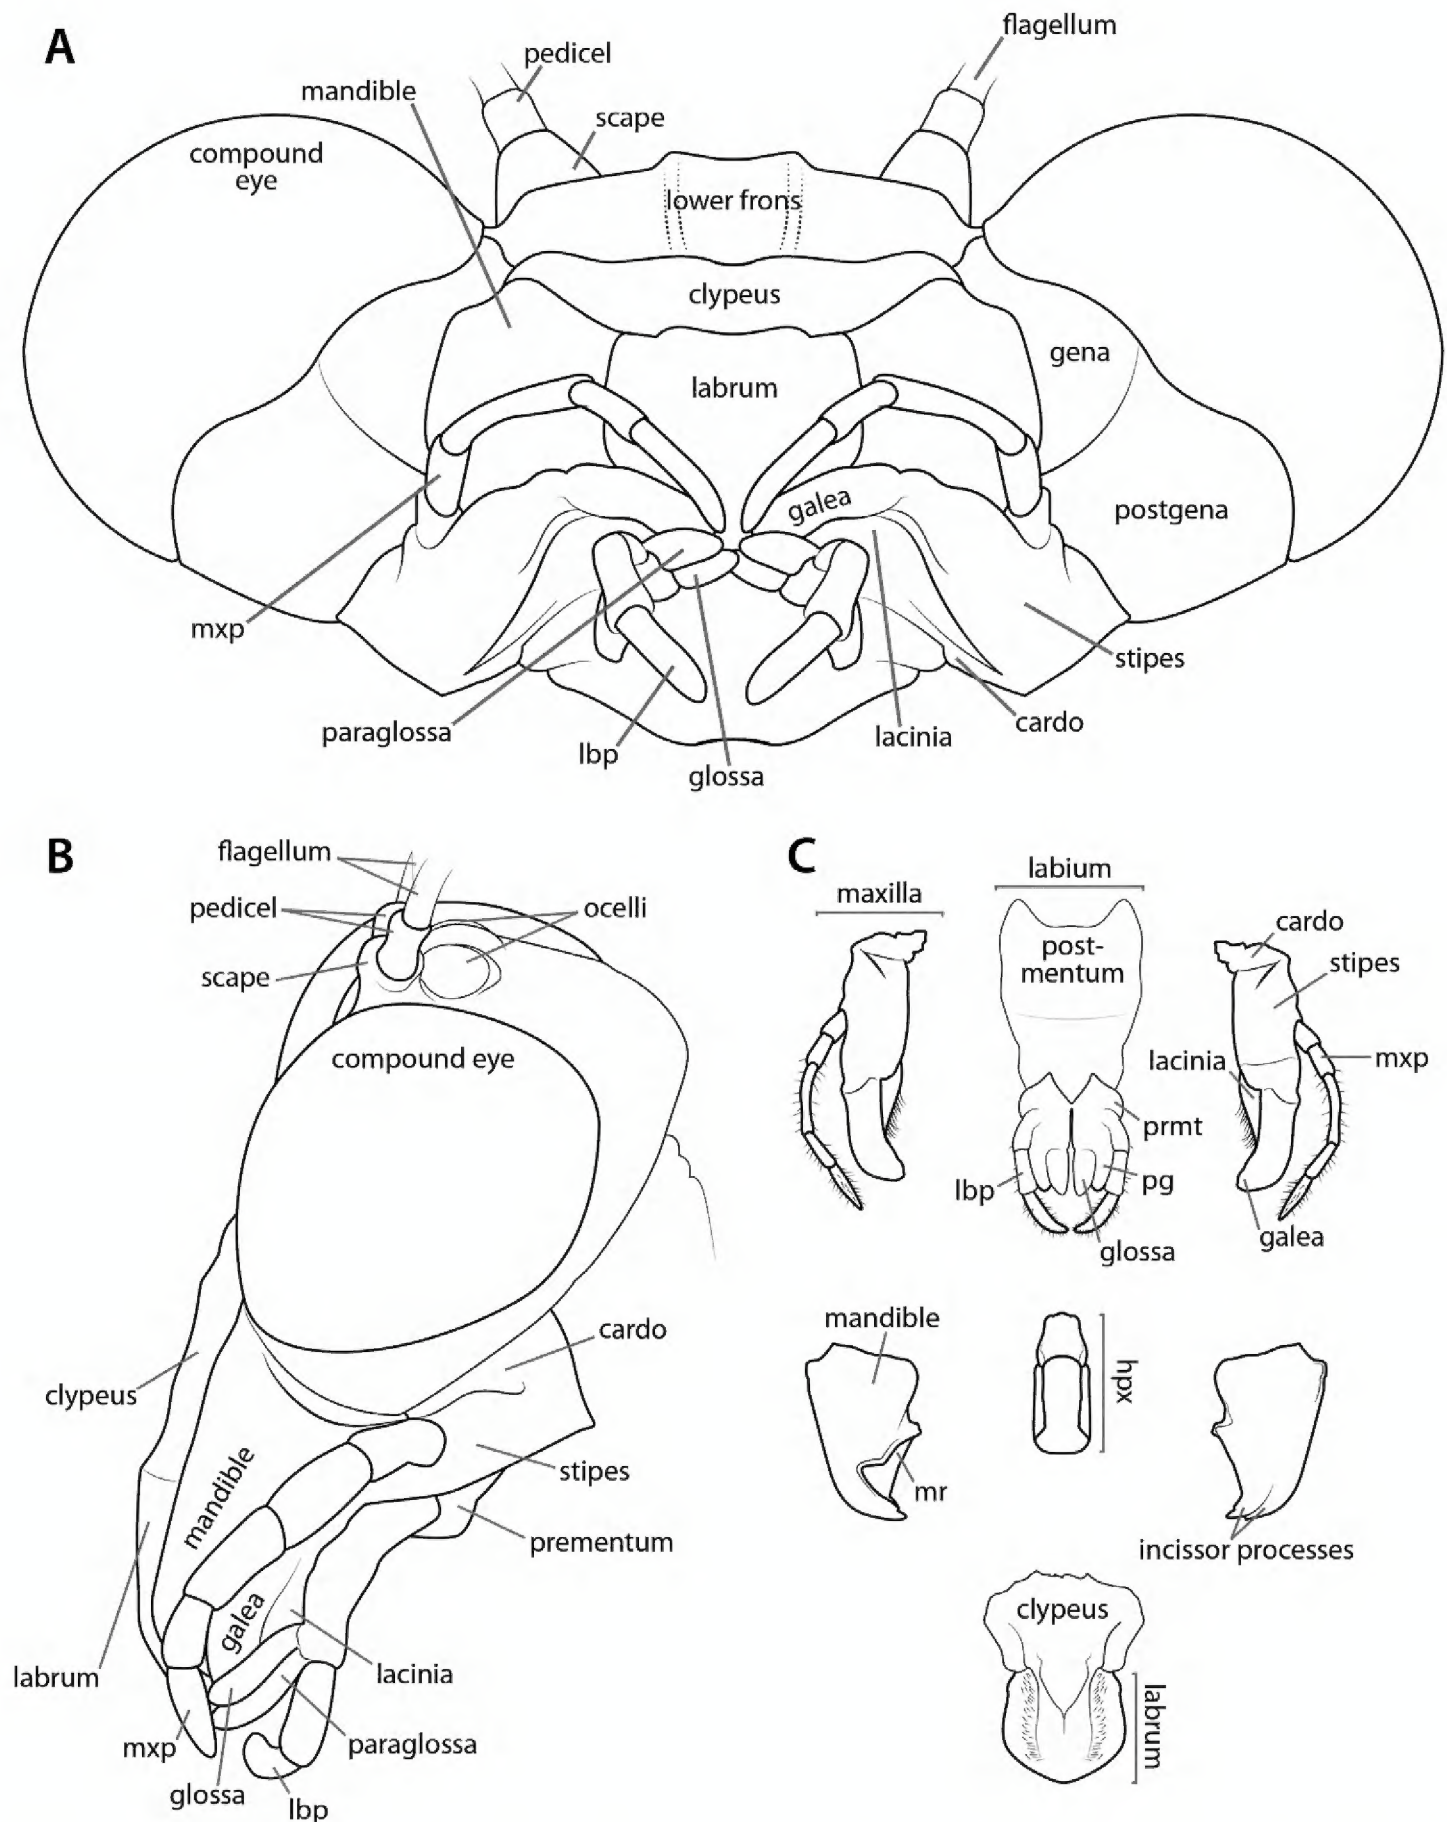 A
flagellum
pedicel
mandible
scape
compound
eye
lower frons
clypeus
gena
labrum
galea
postgena
mxp
stipes
paraglossa
cardo
lbp
lacinia
glossa
B
flagellum
pedicel
ocelli
scape
compound eye
cardo
clypeus
mandible
stipes
prementum
galea
labrum
lacinia
mxp
paraglossa
glossa
lbp
C
labium
maxilla
cardo
post-
mentum
stipes
lacinia
mxp
prmt
lbp
pg
galea
glossa
mandible
hpx
mr
incissor processes
clypeus
labrum